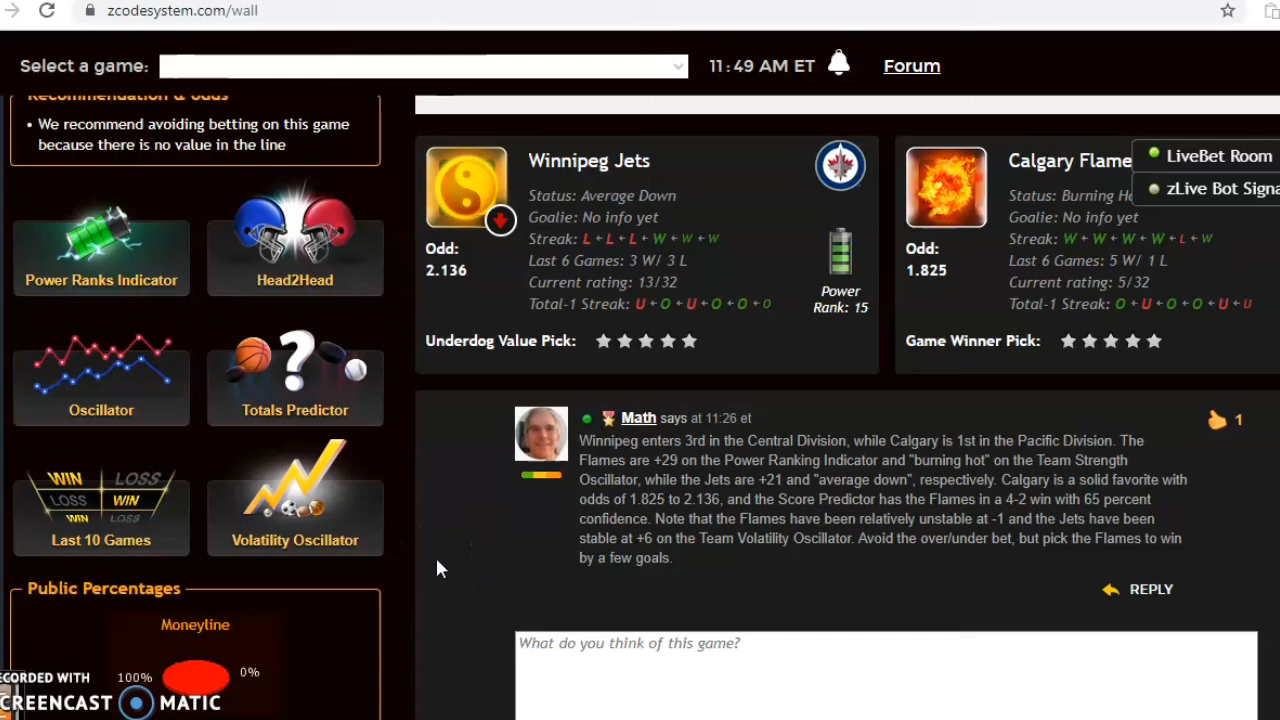 zcodesystem.com/wall
Select a game:
11:49 AM ET
Forum
Recommendation & odds
• We recommend avoiding betting on this game
because there is no value in the line
Power Ranks Indicator
Head2Head
Oscillator
?
Totals Predictor
WIN LOSS
LOSS WIN
WIN LOSS
Last 10 Games
Volatility Oscillator
Public Percentages
Moneyline
100%
0%
Winnipeg Jets
Status: Average Down
Goalie: No info yet
Streak: L L L W W W
Last 6 Games: 3 W/ 3 L
Current rating: 13/32
Total-1 Streak: U O U O O O
Odd:
2.136
Power
Rank: 15
Underdog Value Pick:
Calgary Flame
Status: Burning H
Goalie: No info yet
Streak: W W W W L W
Last 6 Games: 5 W/ 1 L
Current rating: 5/32
Total-1 Streak: O U O O U U
Odd:
1.825
Game Winner Pick:
LiveBet Room
zLive Bot Signa
Math says at 11:26 et
1
Winnipeg enters 3rd in the Central Division, while Calgary is 1st in the Pacific Division. The
Flames are +29 on the Power Ranking Indicator and "burning hot" on the Team Strength
Oscillator, while the Jets are +21 and "average down", respectively. Calgary is a solid favorite with
odds of 1.825 to 2.136, and the Score Predictor has the Flames in a 4-2 win with 65 percent
confidence. Note that the Flames have been relatively unstable at -1 and the Jets have been
stable at +6 on the Team Volatility Oscillator. Avoid the over/under bet, but pick the Flames to win
by a few goals.
REPLY
What do you think of this game?
ECORDED WITH
CREENCAST MATIC